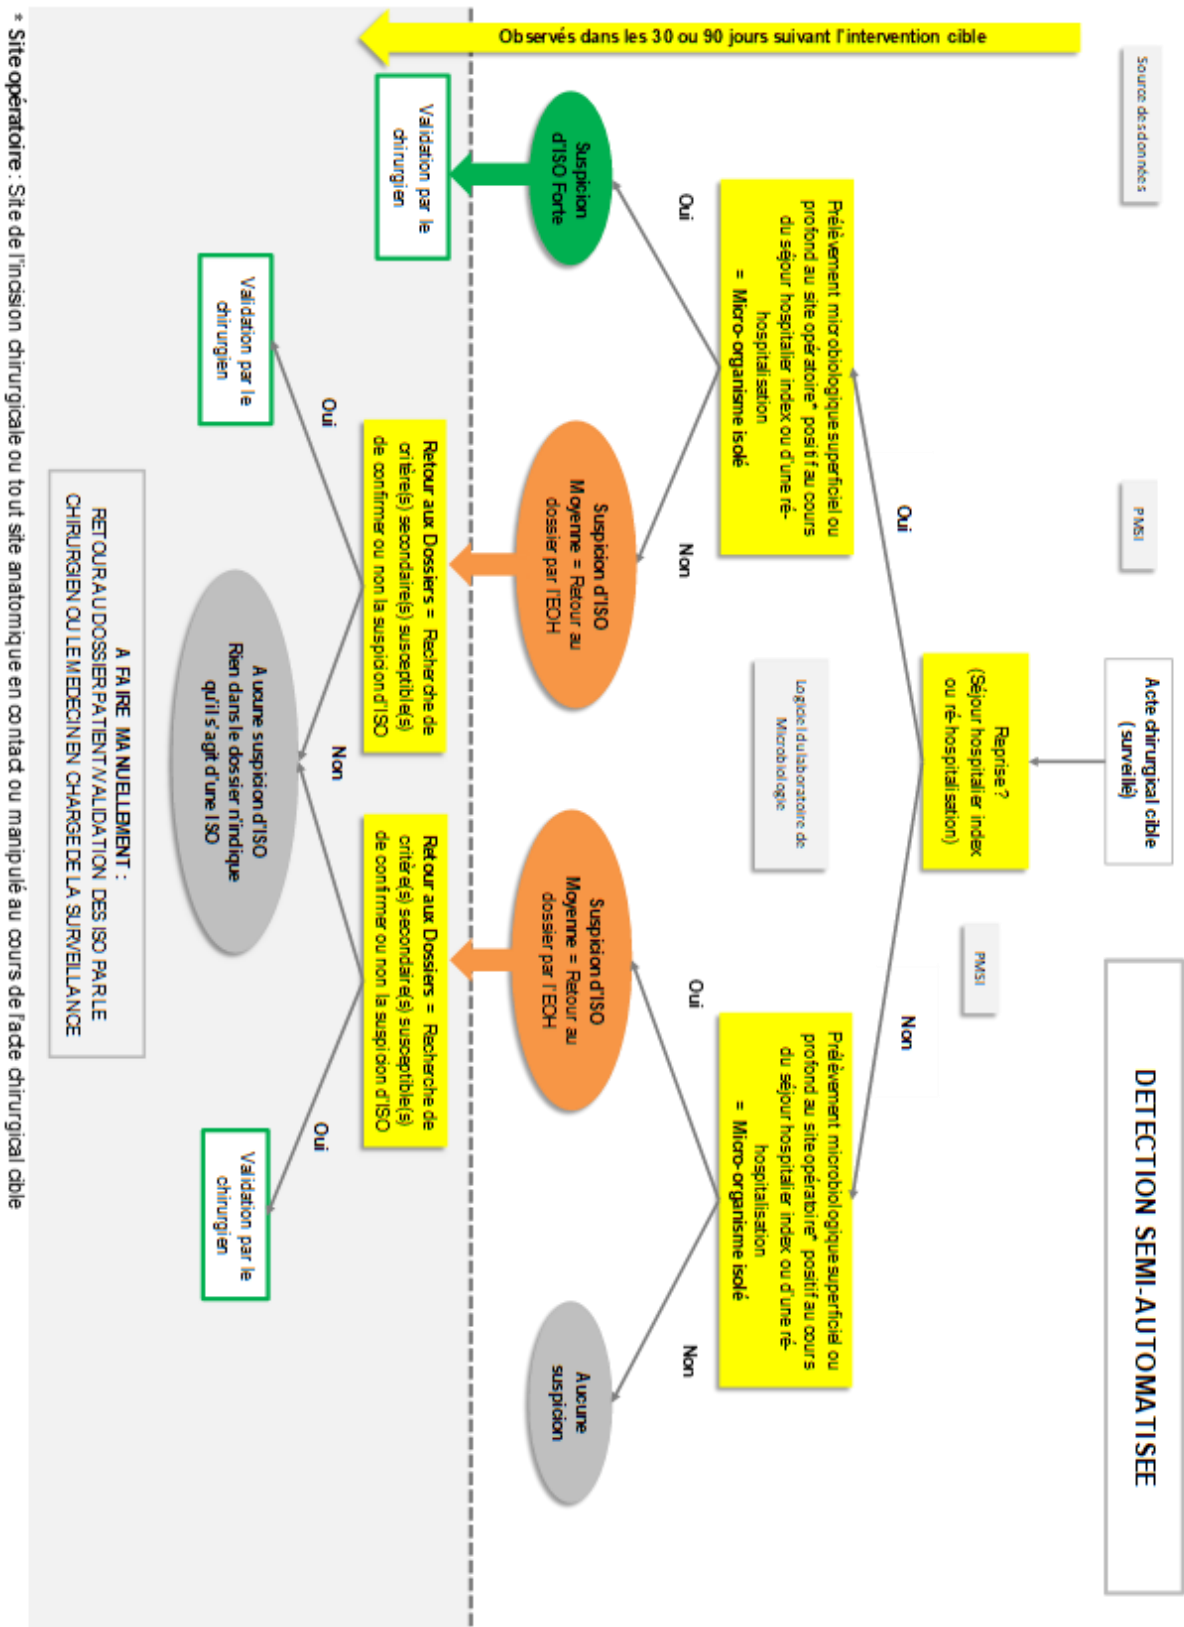 DETECTION SEMI-AUTOMATISEE
Source des données
Acte chirurgical cible
(surveillé)
PMSI
PMSI
Reprise ?
(Séjour hospitalier index
ou ré-hospitalisation)
Oui
Non
Observés dans les 30 ou 90 jours suivant l'intervention cible
Prélèvement microbiologique superficiel ou
profond au site opératoire* positif au cours
du séjour hospitalier index ou d'une ré-
hospitalisation
= Micro-organisme isolé
Logiciel du laboratoire de
Microbiologie
Prélèvement microbiologique superficiel ou
profond au site opératoire* positif au cours
du séjour hospitalier index ou d'une ré-
hospitalisation
= Micro-organisme isolé
Oui
Non
Oui
Non
Suspicion
d'ISO Forte
Suspicion d'ISO
Moyenne = Retour au
dossier par l'EOH
Suspicion d'ISO
Moyenne = Retour au
dossier par l'EOH
Aucune
suspicion
Validation par le
chirurgien
Retour aux Dossiers = Recherche de
critère(s) secondaire(s) susceptible(s)
de confirmer ou non la suspicion d'ISO
Retour aux Dossiers = Recherche de
critère(s) secondaire(s) susceptible(s)
de confirmer ou non la suspicion d'ISO
Oui
Non
Oui
Validation par le
chirurgien
Aucune suspicion d'ISO
Rien dans le dossier n'indique
qu'il s'agit d'une ISO
Validation par le
chirurgien
A FAIRE MANUELLEMENT :
RETOUR AU DOSSIER PATIENT/VALIDATION DES ISO PAR LE
CHIRURGIEN OU LE MEDECIN EN CHARGE DE LA SURVEILLANCE
* Site opératoire : Site de l'incision chirurgicale ou tout site anatomique en contact ou manipulé au cours de l'acte chirurgical cible